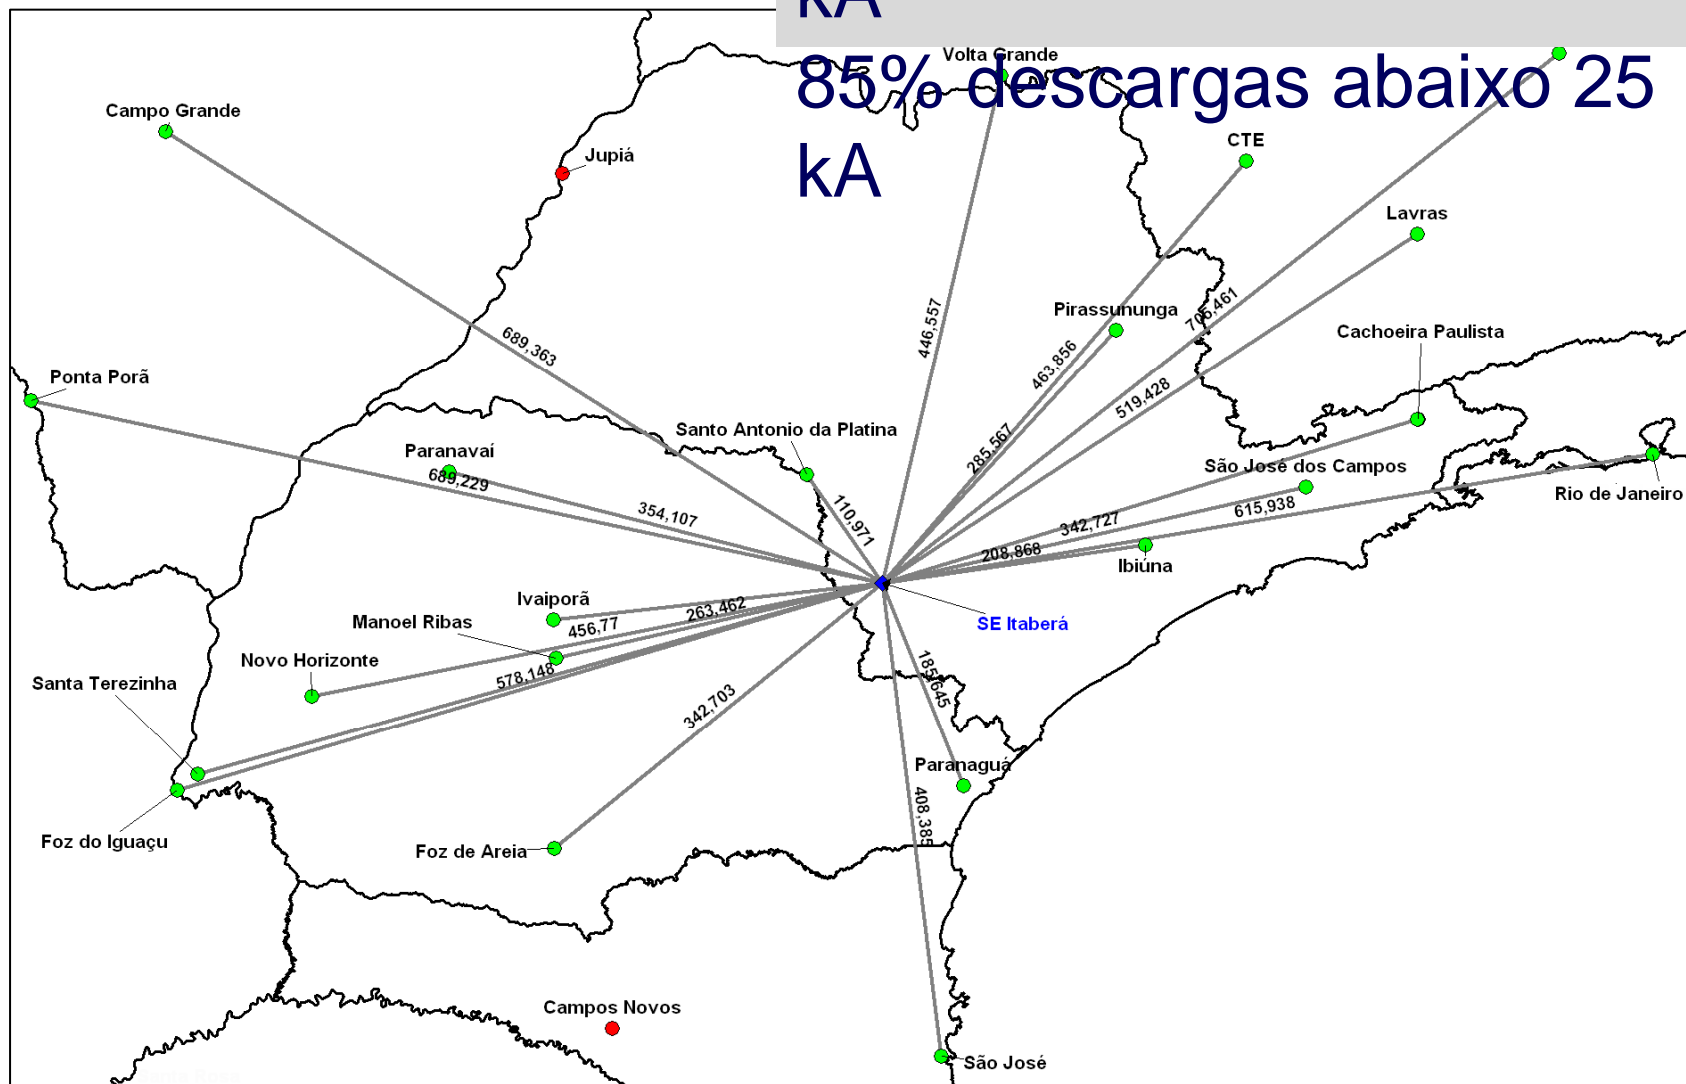 kA
85% descargas abaixo 25
kA
Volta Grande
Campo Grande
CTE
Jupiá
Lavras
Pirassununga
705,461
446,557
Cachoeira Paulista
689,363
463,856
Ponta Porã
519,428
Santo Antonio da Platina
Paranavaí
285,567
São José dos Campos
689,229
Rio de Janeiro
354,107
110,971
615,938
342,727
208,868
Ibiúna
Ivaiporã
263,462
Manoel Ribas
456,77
SE Itaberá
Novo Horizonte
578,148
185,645
Santa Terezinha
342,703
Paranaguá
408,385
Foz do Iguaçu
Foz de Areia
Campos Novos
São José